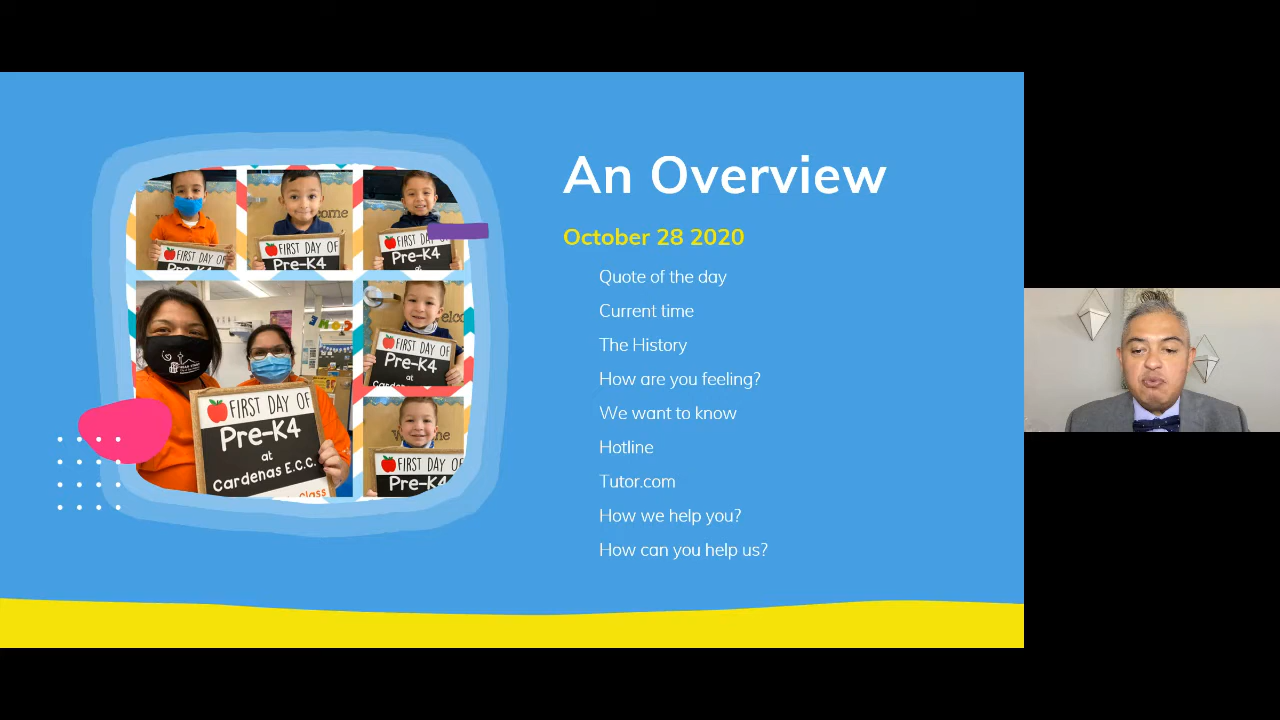 An Overview
October 28 2020
Quote of the day
Current time
The History
How are you feeling?
We want to know
Hotline
Tutor.com
How we help you?
How can you help us?
FIRST DAY OF
Pre-K4
FIRST DAY OF
Pre-K4
FIRST DAY OF
Pre-K4
FIRST DAY OF
Pre-K4
at
Cardenas E.C.C.
class
FIRST DAY OF
Pre-K4
at
FIRST DAY OF
Pre-K4